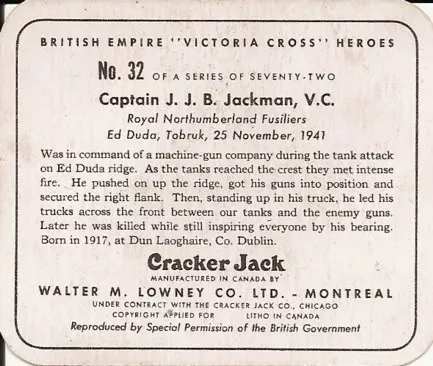 BRITISH EMPIRE "VICTORIA CROSS" HEROES
No. 32 OF A SERIES OF SEVENTY-TWO
Captain J. J. B. Jackman, V.C.
Royal Northumberland Fusiliers
Ed Duda, Tobruk, 25 November, 1941
Was in command of a machine-gun company during the tank attack
on Ed Duda ridge. As the tanks reached the crest they met intense
fire. He pushed on up the ridge, got his guns into position and
secured the right flank. Then, standing up in his truck, he led his
trucks across the front between our tanks and the enemy guns.
Later he was killed while still inspiring everyone by his bearing.
Born in 1917, at Dun Laoghaire, Co. Dublin.
Cracker Jack
MANUFACTURED IN CANADA BY
WALTER M. LOWNEY CO. LTD. - MONTREAL
UNDER CONTRACT WITH THE CRACKER JACK CO., CHICAGO
COPYRIGHT APPLIED FOR LITHO IN CANADA
Reproduced by Special Permission of the British Government